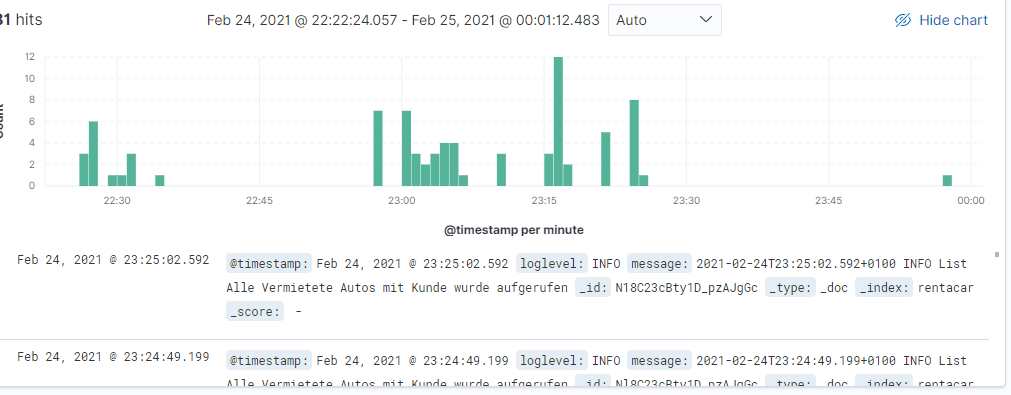 31 hits
Feb 24, 2021 @ 22:22:24.057 - Feb 25, 2021 @ 00:01:12.483
Auto
Hide chart
12
10
8
6
4
2
0
Count
22:30 22:45 23:00 23:15 23:30 23:45 00:00
@timestamp per minute
Feb 24, 2021 @ 23:25:02.592 @timestamp: Feb 24, 2021 @ 23:25:02.592 loglevel: INFO message: 2021-02-24T23:25:02.592+0100 INFO List
Alle Vermietete Autos mit Kunde wurde aufgerufen _id: N18C23cBty1D_pzAJgGc _type: _doc _index: rentacar
_score: -
Feb 24, 2021 @ 23:24:49.199 @timestamp: Feb 24, 2021 @ 23:24:49.199 loglevel: INFO message: 2021-02-24T23:24:49.199+0100 INFO List
Alle Vermietete Autos mit Kunde wurde aufgerufen _id: Nl8C23cBty1D_pzAJgGc _type: _doc _index: rentacar